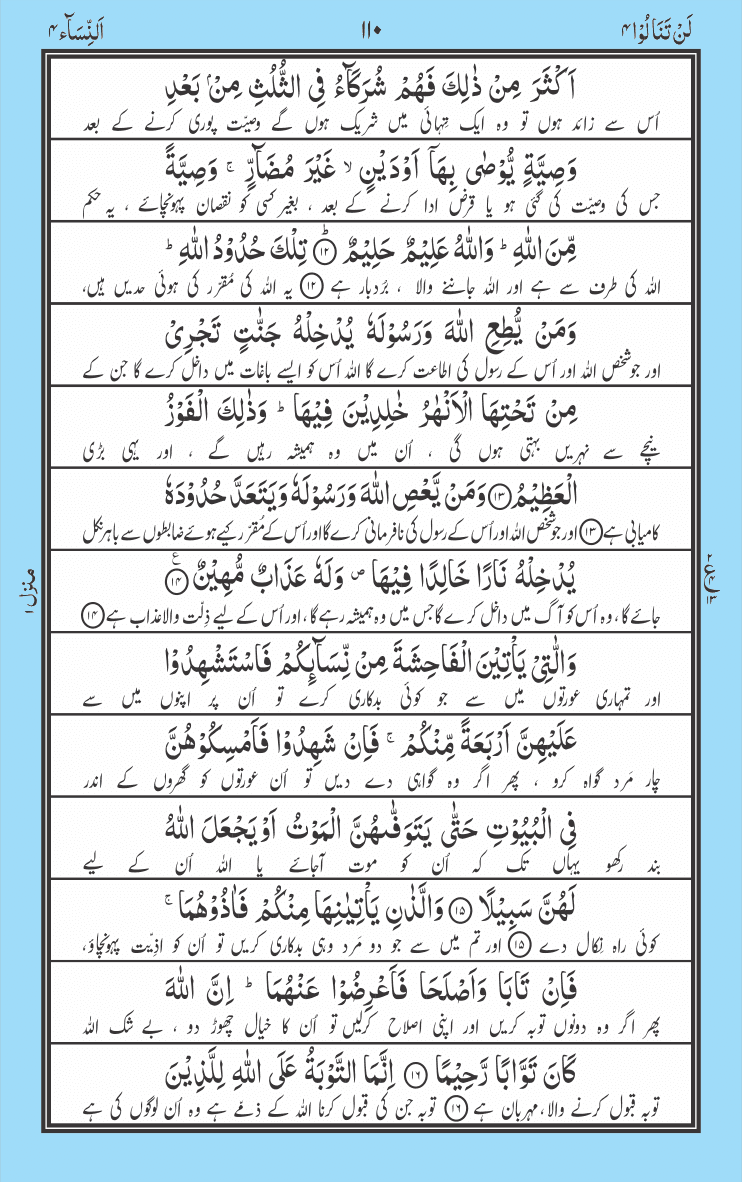 لَنْ تَنَالُوْا ۴ ۱۱۰ اَلنِّسَآء ۴
اَكْثَرَ مِنْ ذٰلِكَ فَهُمْ شُرَكَآءُ فِی الثُّلُثِ مِنْۢ بَعْدِ
اُس سے زائد ہوں تو وہ ایک تہائی میں شریک ہوں گے وصیّت پوری کرنے کے بعد
وَصِیَّةٍ یُّوْصٰی بِهَاۤ اَوْدَیْنٍ ۙ غَیْرَ مُضَآرٍّ ۚ وَصِیَّةً
جس کی وصیّت کی گئی ہو یا قرض ادا کرنے کے بعد ، بغیر کسی کو نقصان پہونچائے ، یہ حکم
مِّنَ اللّٰهِ ؕ وَاللّٰهُ عَلِیْمٌ حَلِیْمٌ ؕ ۱۲ تِلْكَ حُدُوْدُ اللّٰهِ ؕ
اللہ کی طرف سے ہے اور اللہ جاننے والا ، بُردبار ہے ۱۲ یہ اللہ کی مُقرّر کی ہوئی حدیں ہیں،
وَمَنْ یُّطِعِ اللّٰهَ وَرَسُوْلَهٗ یُدْخِلْهُ جَنّٰتٍ تَجْرِیْ
اور جو شخص اللہ اور اُس کے رسول کی اطاعت کرے گا اللہ اُس کو ایسے باغات میں داخل کرے گا جن کے
مِنْ تَحْتِهَا الْاَنْهٰرُ خٰلِدِیْنَ فِیْهَا ؕ وَذٰلِكَ الْفَوْزُ
نیچے سے نہریں بہتی ہوں گی ، اُن میں وہ ہمیشہ رہیں گے ، اور یہی بڑی
الْعَظِیْمُ ۱۳ وَمَنْ یَّعْصِ اللّٰهَ وَرَسُوْلَهٗ وَیَتَعَدَّ حُدُوْدَهٗ
کامیابی ہے ۱۳ اور جو شخص اللہ اور اُس کے رسول کی نافرمانی کرے گا اور اُس کے مُقرّر کیے ہوئے ضابطوں سے باہر نکل
یُدْخِلْهُ نَارًا خَالِدًا فِیْهَا ص وَلَهٗ عَذَابٌ مُّهِیْنٌ ۱۴ ع
جائے گا ، وہ اُس کو آگ میں داخل کرے گا جس میں وہ ہمیشہ رہے گا ، اور اُس کے لیے ذِلّت والا عذاب ہے ۱۴
وَالّٰتِیْ یَاْتِیْنَ الْفَاحِشَةَ مِنْ نِّسَآئِكُمْ فَاسْتَشْهِدُوْا
اور تمہاری عورتوں میں سے جو کوئی بدکاری کرے تو اُن پر اپنوں میں سے
عَلَیْهِنَّ اَرْبَعَةً مِّنْكُمْ ۚ فَاِنْ شَهِدُوْا فَاَمْسِكُوْهُنَّ
چار مَرد گواہ کرو ، پھر اگر وہ گواہی دے دیں تو اُن عورتوں کو گھروں کے اندر
فِی الْبُیُوْتِ حَتّٰی یَتَوَفّٰىهُنَّ الْمَوْتُ اَوْیَجْعَلَ اللّٰهُ
بند رکھو یہاں تک کہ اُن کو موت آجائے یا اللہ اُن کے لیے
لَهُنَّ سَبِیْلًا ۱۵ وَالَّذٰنِ یَاْتِیٰنِهَا مِنْكُمْ فَاٰذُوْهُمَا ۚ
کوئی راہ نِکال دے ۱۵ اور تم میں سے جو دو مَرد وہی بدکاری کریں تو اُن کو اذیّت پہونچاؤ،
فَاِنْ تَابَا وَاَصْلَحَا فَاَعْرِضُوْا عَنْهُمَا ؕ اِنَّ اللّٰهَ
پھر اگر وہ دونوں توبہ کریں اور اپنی اصلاح کرلیں تو اُن کا خیال چھوڑ دو ، بے شک اللہ
كَانَ تَوَّابًا رَّحِیْمًا ۱۶ اِنَّمَا التَّوْبَةُ عَلَی اللّٰهِ لِلَّذِیْنَ
توبہ قبول کرنے والا،مہربان ہے ۱۶ توبہ جن کی قبول کرنا اللہ کے ذمّے ہے وہ اُن لوگوں کی ہے
منزل ۱